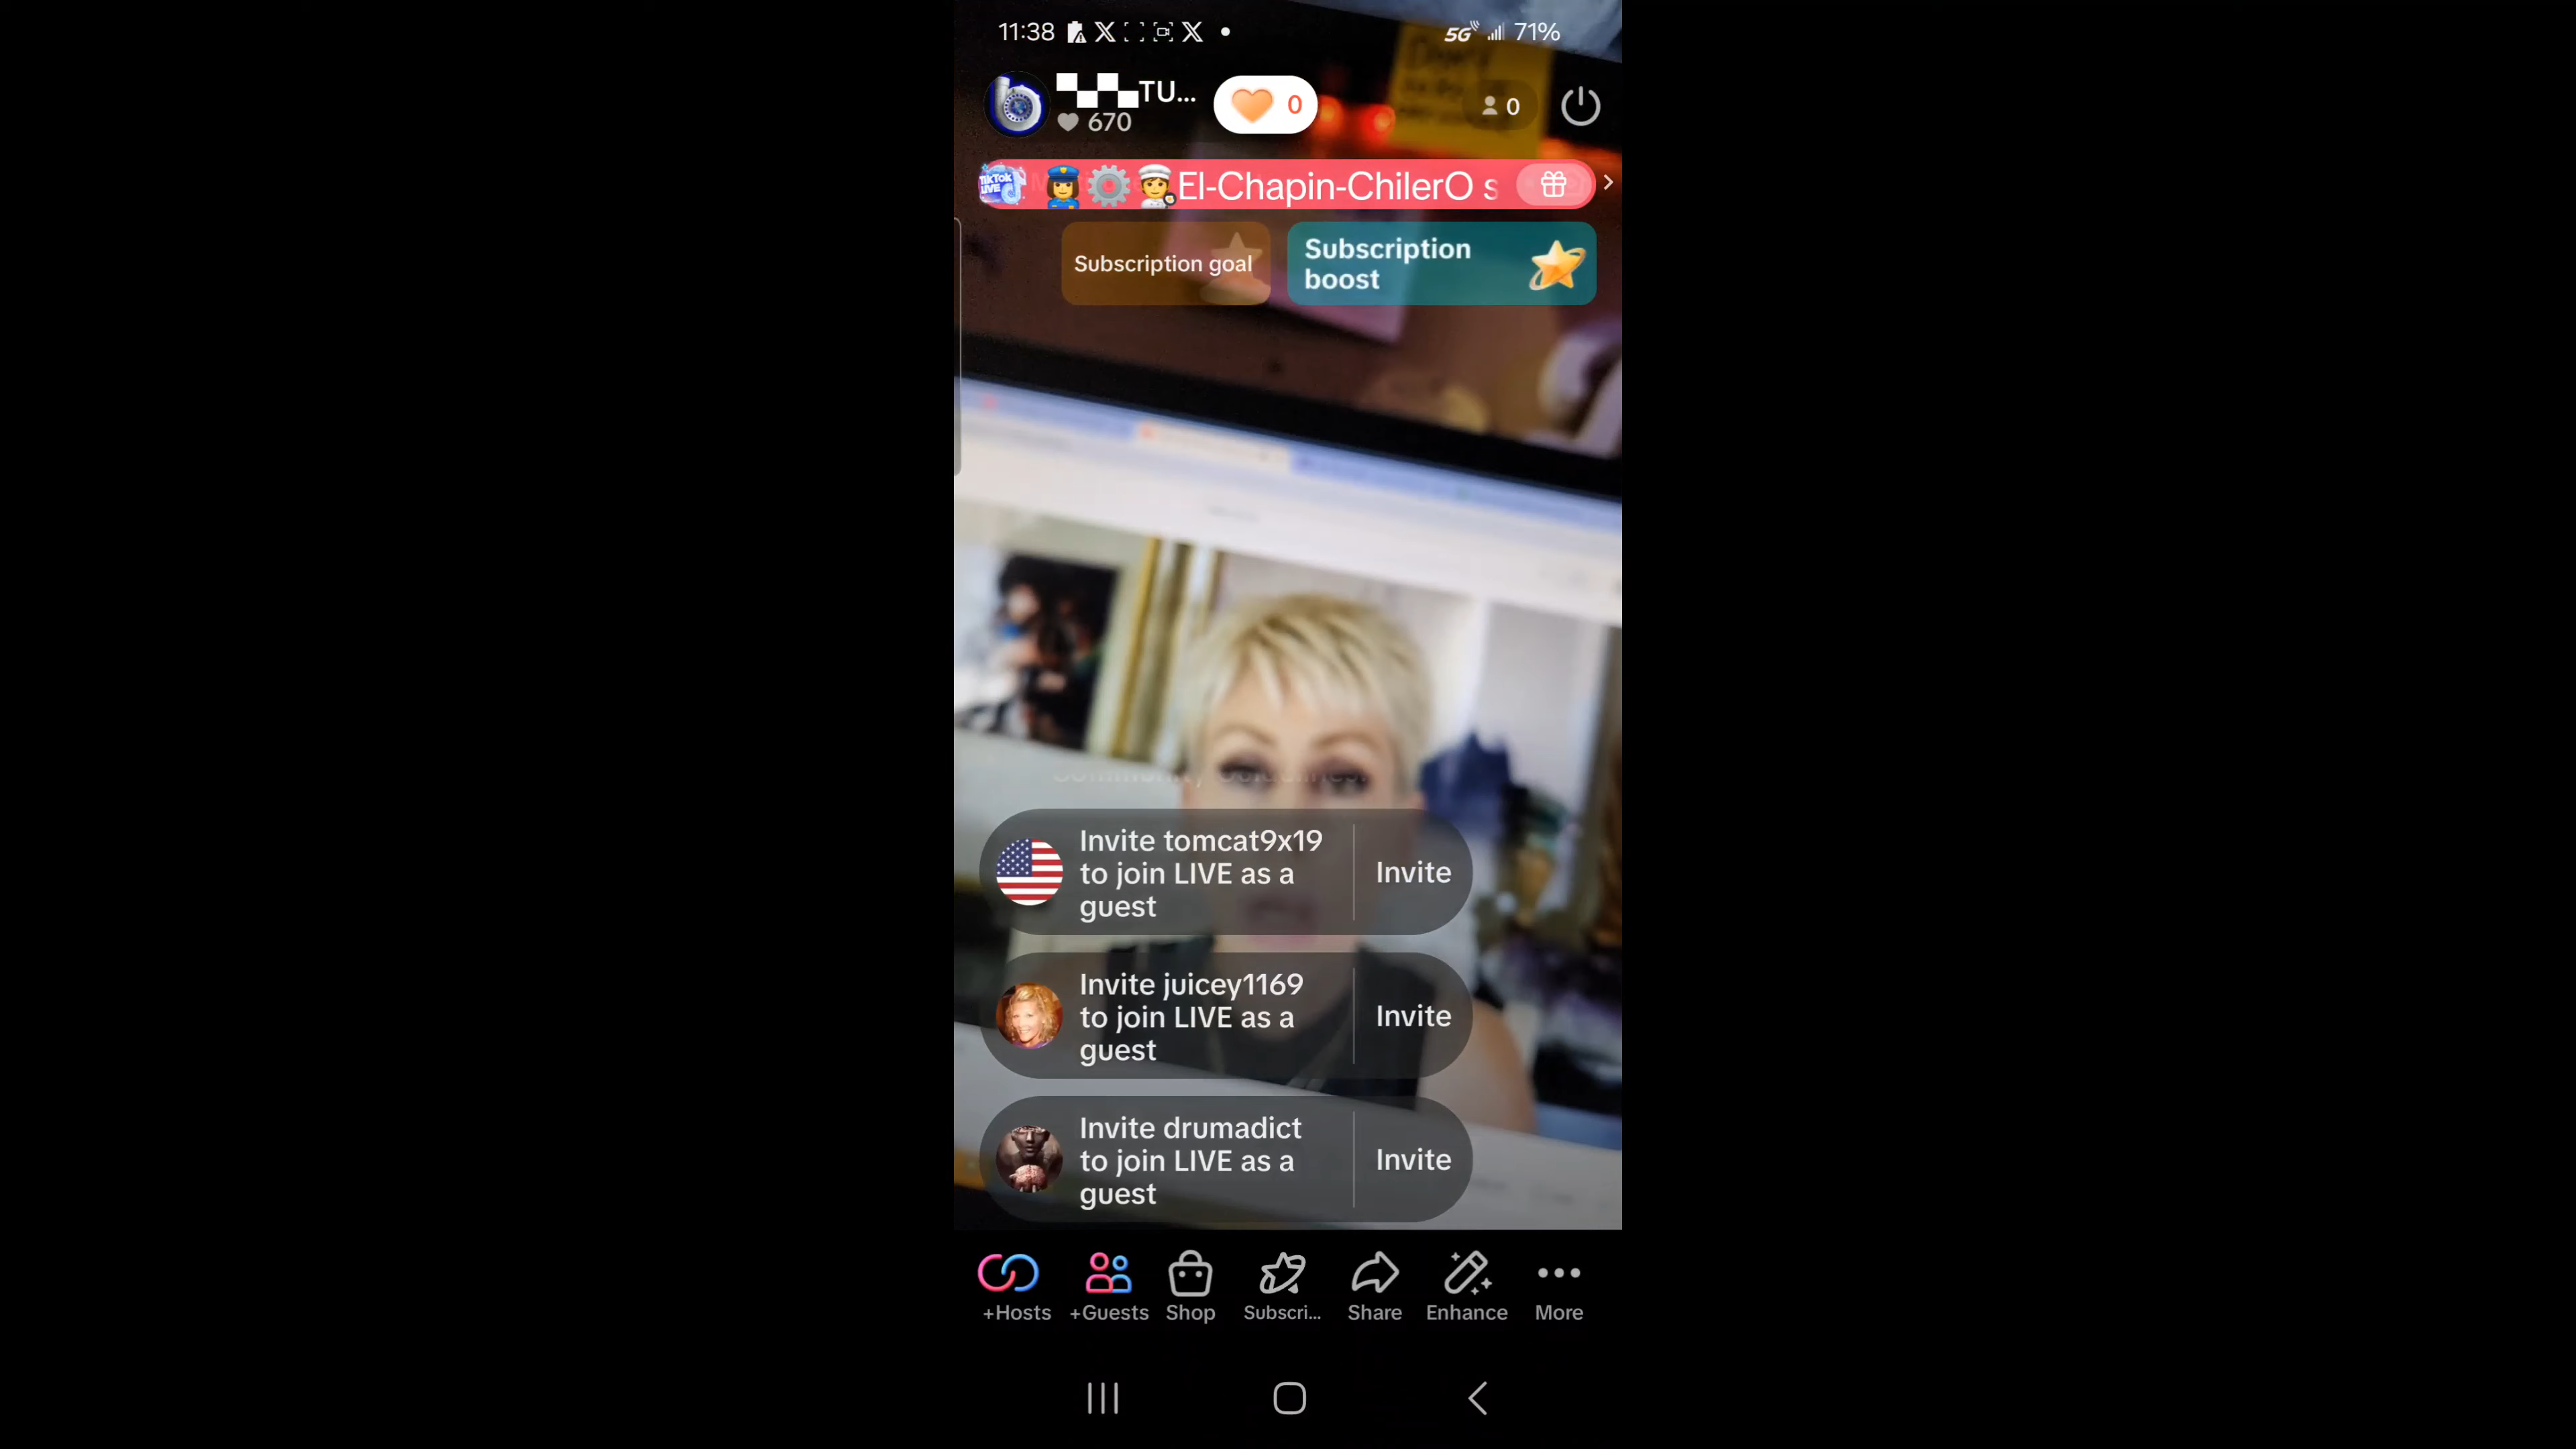 11:38
5G 71%
TU...
0
0
670
TikTok LIVE
El-Chapin-ChilerO s
Subscription goal
Subscription
boost
Invite tomcat9x19
to join LIVE as a
guest
Invite
Invite juicey1169
to join LIVE as a
guest
Invite
Invite drumadict
to join LIVE as a
guest
Invite
+Hosts
+Guests
Shop
Subscri...
Share
Enhance
More